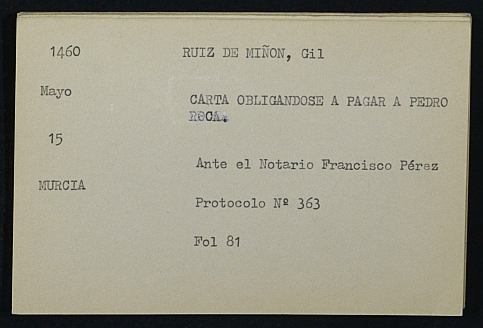 1460 RUIZ DE MIÑON, Gil
Mayo
CARTA OBLIGANDOSE A PAGAR A PEDRO
ROCA.
15
Ante el Notario Francisco Pérez
MURCIA
Protocolo Nº 363
Fol 81